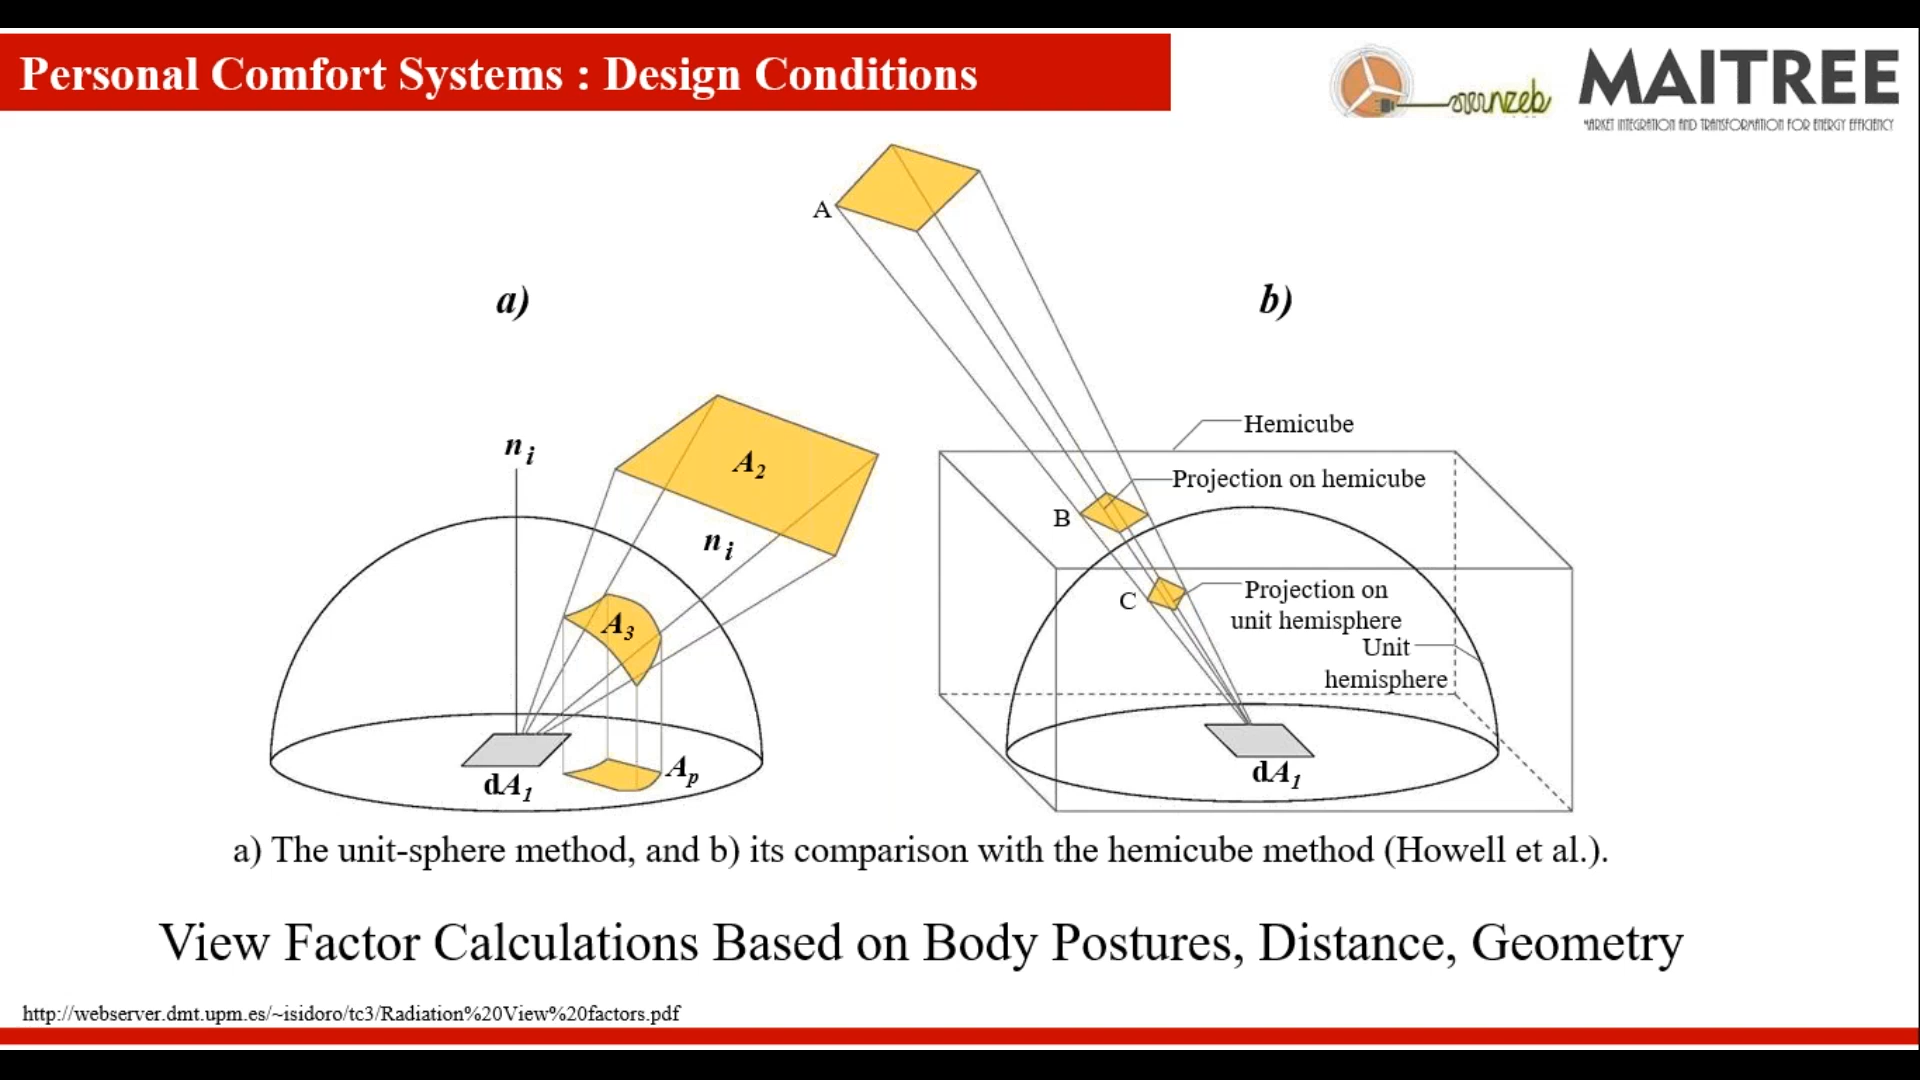 Personal Comfort Systems : Design Conditions
MAITREE
MARKET INTEGRATION AND TRANSFORMATION FOR ENERGY EFFICIENCY
nzeb
a)
n i
A2
n i
A3
Ap
dA1
b)
A
Hemicube
Projection on hemicube
B
Projection on
unit hemisphere
C
Unit
hemisphere
dA1
a) The unit-sphere method, and b) its comparison with the hemicube method (Howell et al.).
View Factor Calculations Based on Body Postures, Distance, Geometry
http://webserver.dmt.upm.es/~isidoro/tc3/Radiation%20View%20factors.pdf